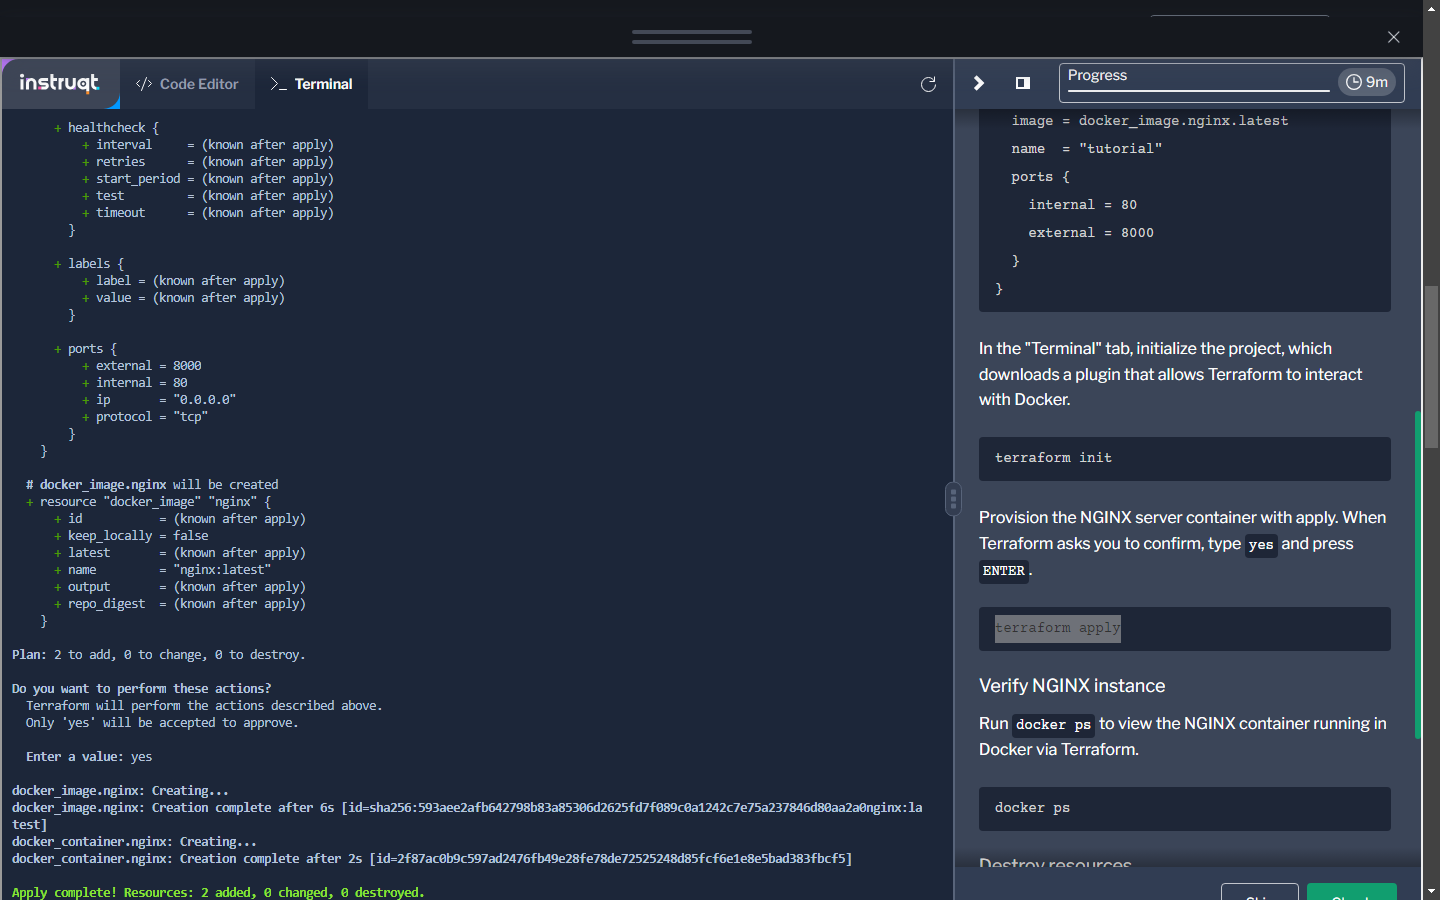 instruqt
</> Code Editor
>_ Terminal
+ healthcheck {
+ interval     = (known after apply)
+ retries      = (known after apply)
+ start_period = (known after apply)
+ test         = (known after apply)
+ timeout      = (known after apply)
}
+ labels {
+ label = (known after apply)
+ value = (known after apply)
}
+ ports {
+ external = 8000
+ internal = 80
+ ip       = "0.0.0.0"
+ protocol = "tcp"
}
}
# docker_image.nginx will be created
+ resource "docker_image" "nginx" {
+ id           = (known after apply)
+ keep_locally = false
+ latest       = (known after apply)
+ name         = "nginx:latest"
+ output       = (known after apply)
+ repo_digest  = (known after apply)
}
Plan: 2 to add, 0 to change, 0 to destroy.
Do you want to perform these actions?
Terraform will perform the actions described above.
Only 'yes' will be accepted to approve.
Enter a value: yes
docker_image.nginx: Creating...
docker_image.nginx: Creation complete after 6s [id=sha256:593aee2afb642798b83a85306d2625fd7f089c0a1242c7e75a237846d80aa2a0nginx:la
test]
docker_container.nginx: Creating...
docker_container.nginx: Creation complete after 2s [id=2f87ac0b9c597ad2476fb49e28fe78de72525248d85fcf6e1e8e5bad383fbcf5]
Apply complete! Resources: 2 added, 0 changed, 0 destroyed.
Progress
9m
image = docker_image.nginx.latest
name  = "tutorial"
ports {
internal = 80
external = 8000
}
}
In the "Terminal" tab, initialize the project, which
downloads a plugin that allows Terraform to interact
with Docker.
terraform init
Provision the NGINX server container with apply. When
Terraform asks you to confirm, type yes and press
ENTER.
terraform apply
Verify NGINX instance
Run docker ps to view the NGINX container running in
Docker via Terraform.
docker ps
Destroy resources